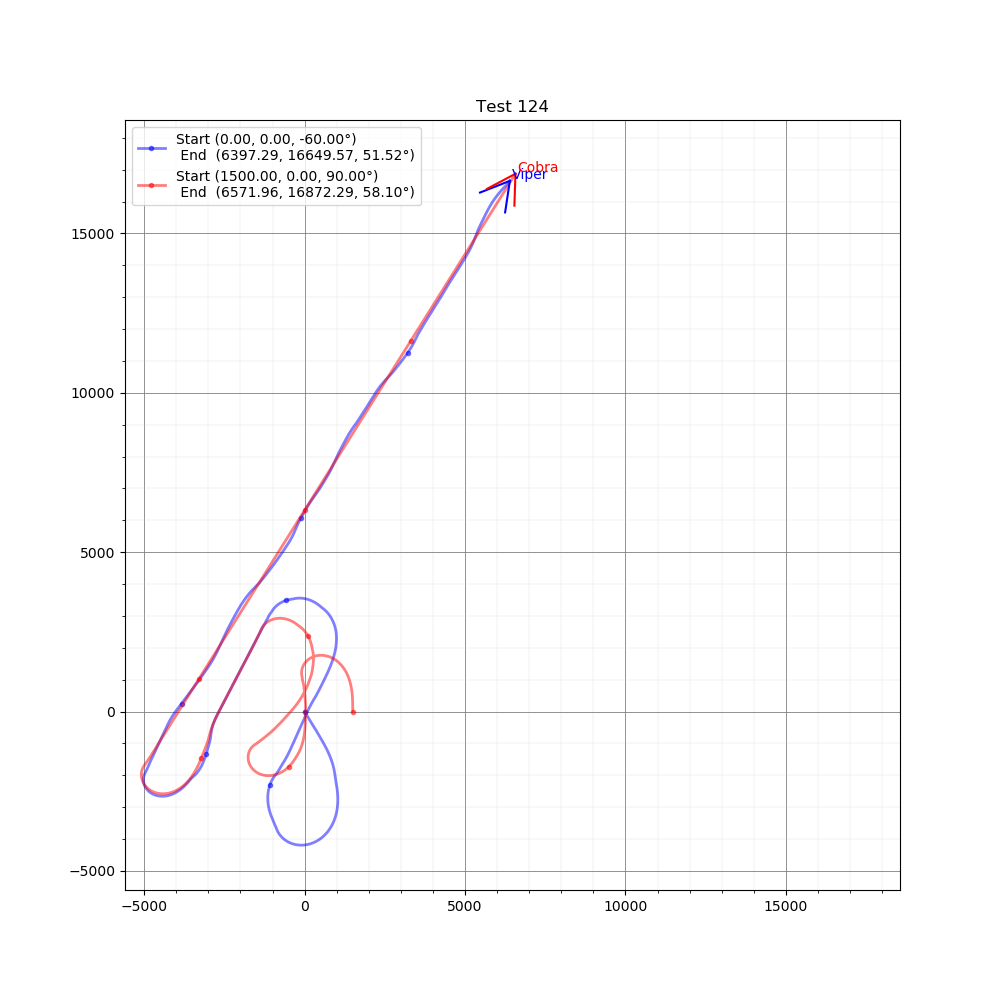 Test 124
Start (0.00, 0.00, -60.00°)
End  (6397.29, 16649.57, 51.52°)
Start (1500.00, 0.00, 90.00°)
End  (6571.96, 16872.29, 58.10°)
Cobra
Viper
15000
10000
5000
0
−5000
−5000
0
5000
10000
15000